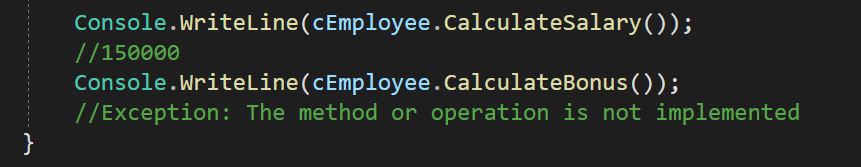 Console.WriteLine(cEmployee.CalculateSalary());
//150000
Console.WriteLine(cEmployee.CalculateBonus());
//Exception: The method or operation is not implemented
}